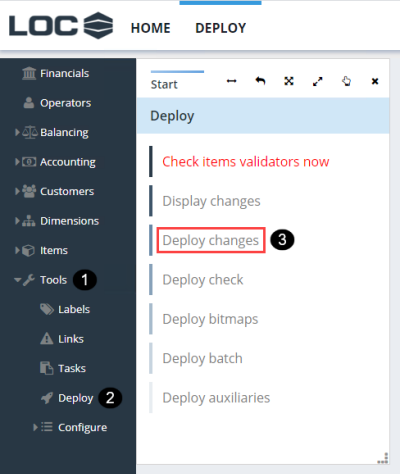 LOC HOME DEPLOY
Financials
Operators
Balancing
Accounting
Customers
Dimensions
Items
Tools 1
Labels
Links
Tasks
Deploy 2
Configure
Start
Deploy
Check items validators now
Display changes
Deploy changes 3
Deploy check
Deploy bitmaps
Deploy batch
Deploy auxiliaries